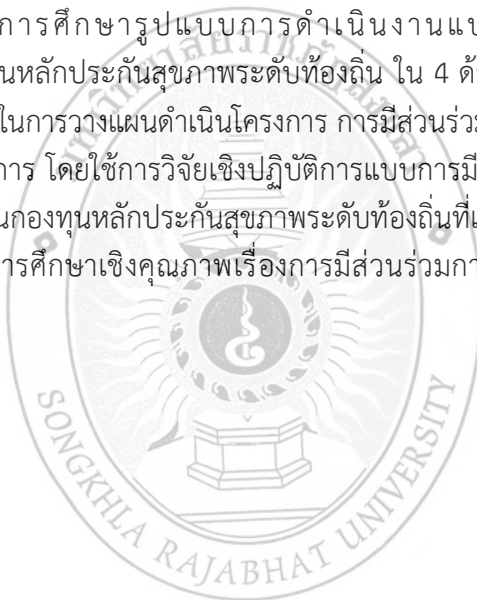 การศึกษารูปแบบการดำเนินงานแบ
นหลักประกันสุขภาพระดับท้องถิ่น ใน 4 ด้
ในการวางแผนดำเนินโครงการ การมีส่วนร่วม
การ โดยใช้การวิจัยเชิงปฏิบัติการแบบการมี
นกองทุนหลักประกันสุขภาพระดับท้องถิ่นที่เ
ารศึกษาเชิงคุณภาพเรื่องการมีส่วนร่วมกา
SONGKHLA RAJABHAT UNIVERSITY